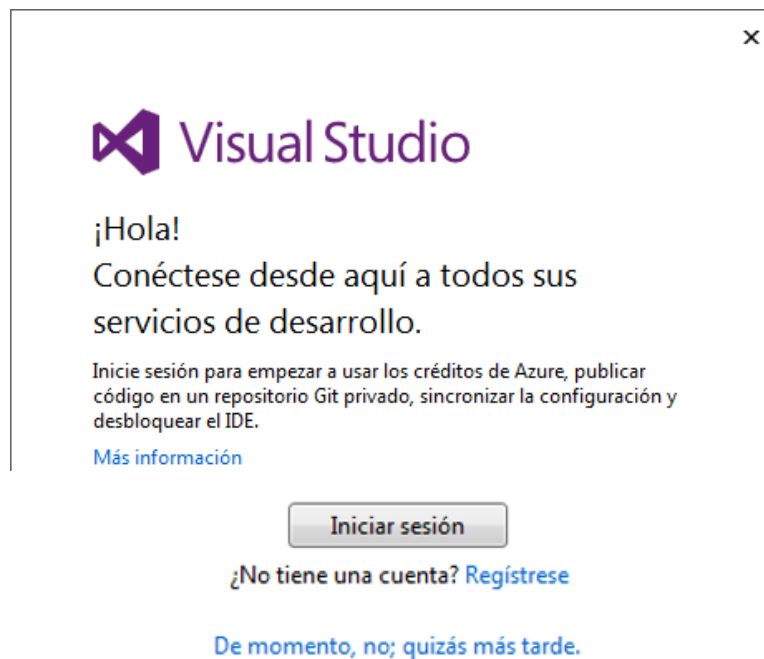 Visual Studio
¡Hola!
Conéctese desde aquí a todos sus
servicios de desarrollo.
Inicie sesión para empezar a usar los créditos de Azure, publicar
código en un repositorio Git privado, sincronizar la configuración y
desbloquear el IDE.
Más información
Iniciar sesión
¿No tiene una cuenta? Regístrese
De momento, no; quizás más tarde.